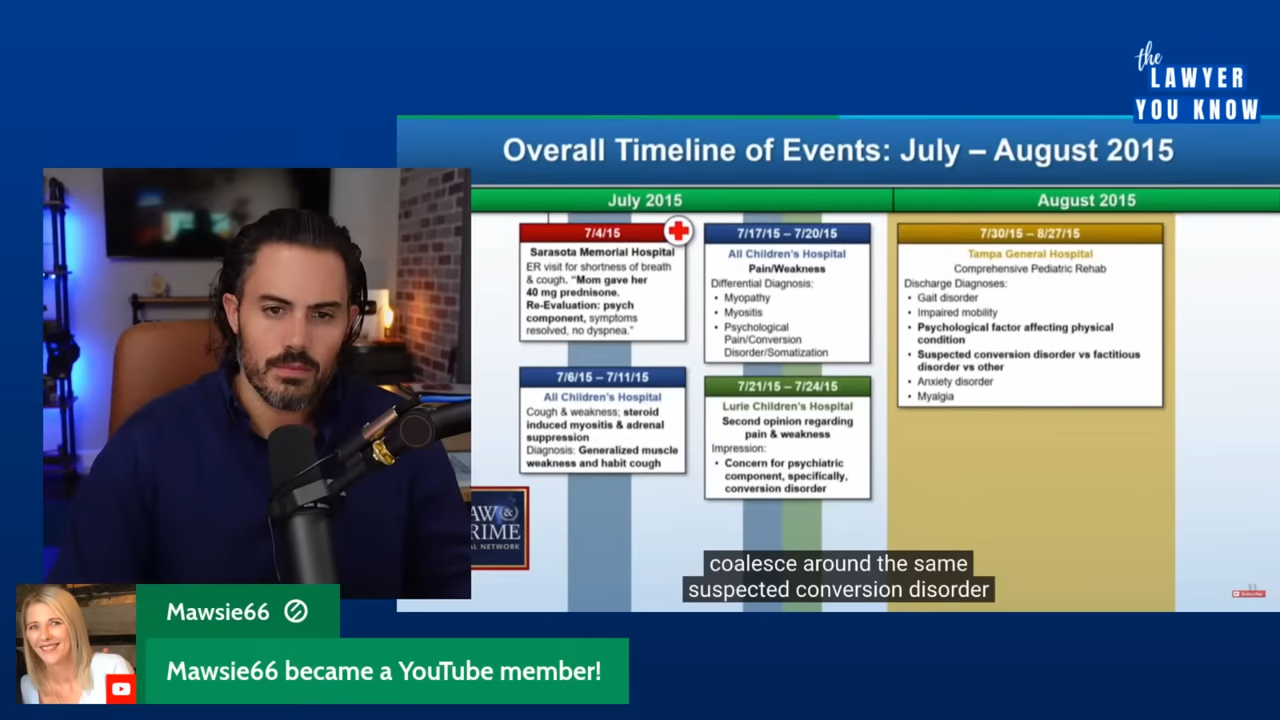 the
LAWYER
YOU KNOW
Overall Timeline of Events: July – August 2015
July 2015
August 2015
7/4/15
Sarasota Memorial Hospital
ER visit for shortness of breath
& cough. "Mom gave her
40 mg prednisone.
Re-Evaluation: psych
component, symptoms
resolved, no dyspnea."
7/6/15 – 7/11/15
All Children's Hospital
Cough & weakness; steroid
induced myositis & adrenal
suppression
Diagnosis: Generalized muscle
weakness and habit cough
7/17/15 – 7/20/15
All Children's Hospital
Pain/Weakness
Differential Diagnosis:
• Myopathy
• Myositis
• Psychological
Pain/Conversion
Disorder/Somatization
7/21/15 – 7/24/15
Lurie Children's Hospital
Second opinion regarding
pain & weakness
Impression:
• Concern for psychiatric
component, specifically,
conversion disorder
7/30/15 – 8/27/15
Tampa General Hospital
Comprehensive Pediatric Rehab
Discharge Diagnoses:
• Gait disorder
• Impaired mobility
• Psychological factor affecting physical
condition
• Suspected conversion disorder vs factitious
disorder vs other
• Anxiety disorder
• Myalgia
AW &
RIME
AL NETWORK
coalesce around the same
suspected conversion disorder
Mawsie66
Mawsie66 became a YouTube member!